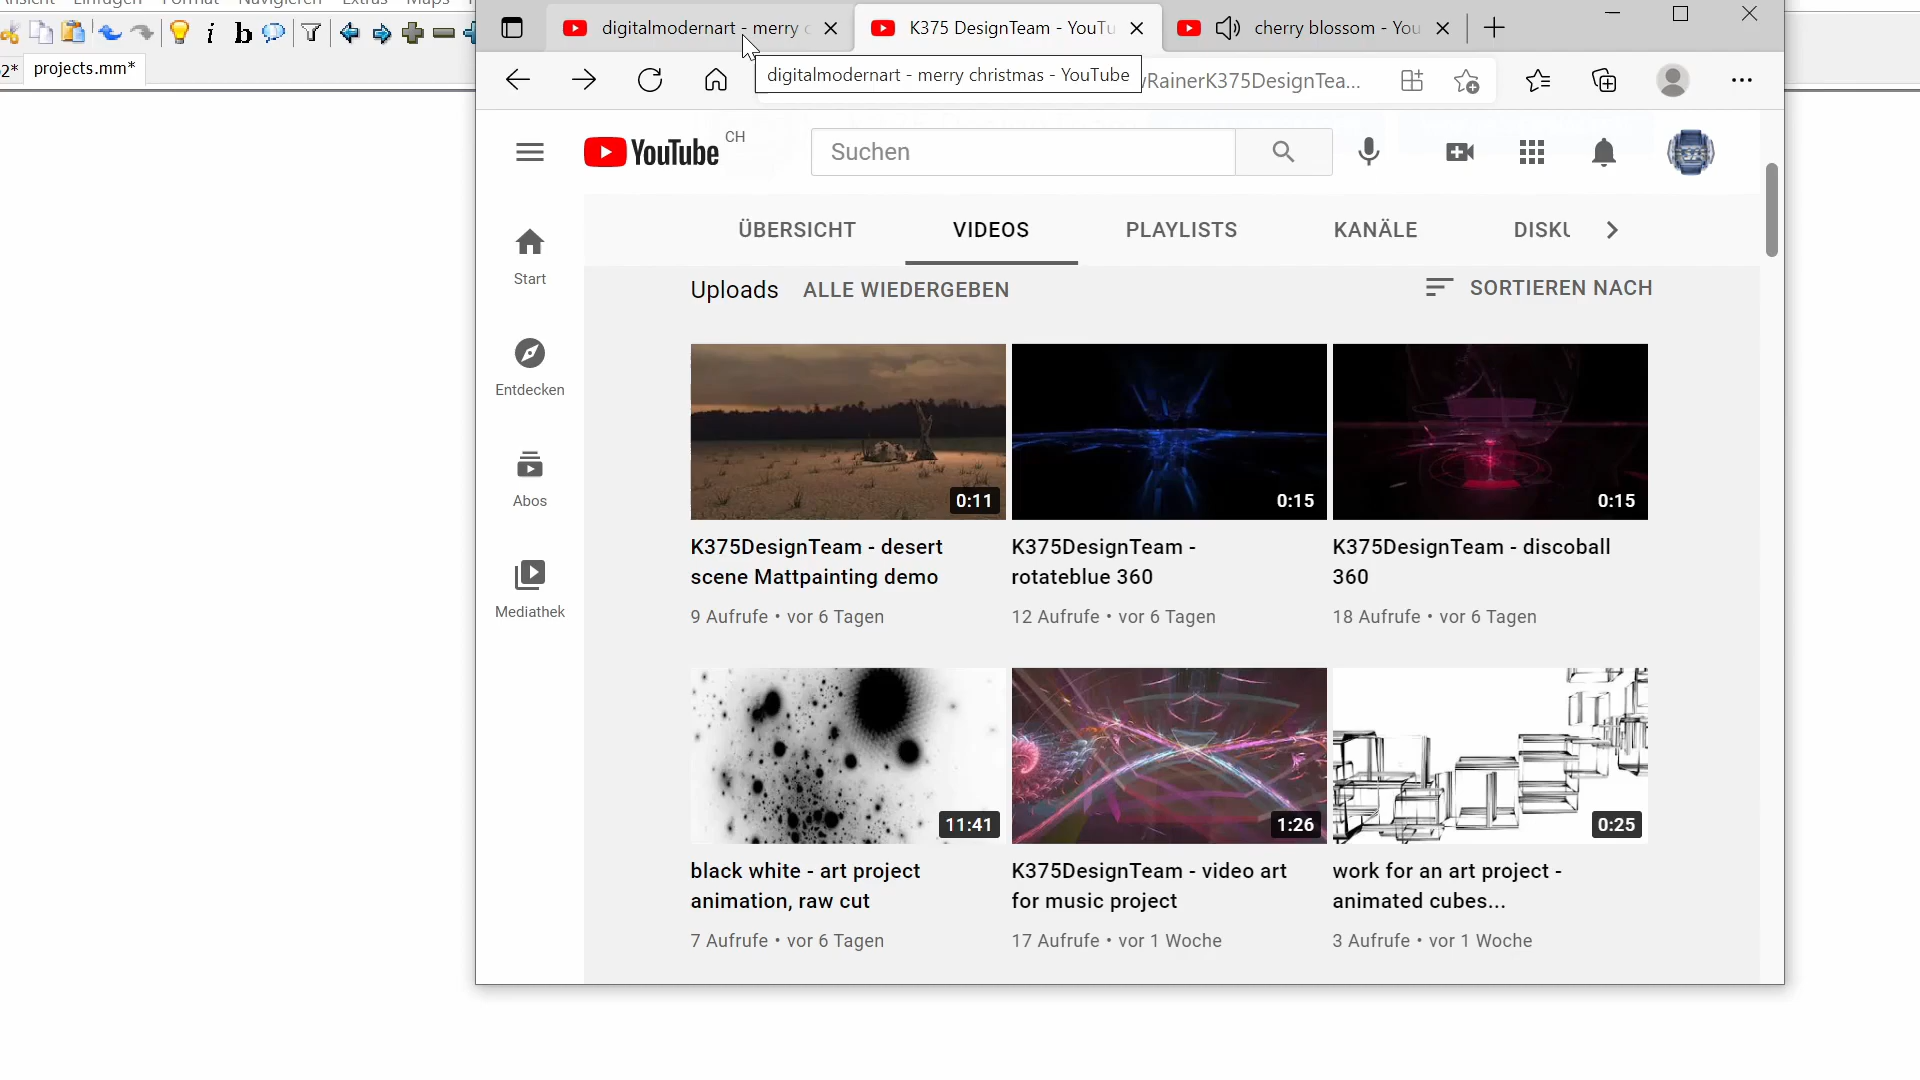 Einfügen Format Navigieren Extras Maps
digitalmodernart - merry
K375 DesignTeam - YouTu
cherry blossom - You
2* projects.mm*
digitalmodernart - merry christmas - YouTube
RainerK375DesignTea...
YouTube CH
Suchen
ÜBERSICHT VIDEOS PLAYLISTS KANÄLE DISKU
Start
Entdecken
Abos
Mediathek
Uploads ALLE WIEDERGEBEN
SORTIEREN NACH
0:11
K375DesignTeam - desert
scene Mattpainting demo
9 Aufrufe • vor 6 Tagen
0:15
K375DesignTeam -
rotateblue 360
12 Aufrufe • vor 6 Tagen
0:15
K375DesignTeam - discoball
360
18 Aufrufe • vor 6 Tagen
11:41
black white - art project
animation, raw cut
7 Aufrufe • vor 6 Tagen
1:26
K375DesignTeam - video art
for music project
17 Aufrufe • vor 1 Woche
0:25
work for an art project -
animated cubes...
3 Aufrufe • vor 1 Woche